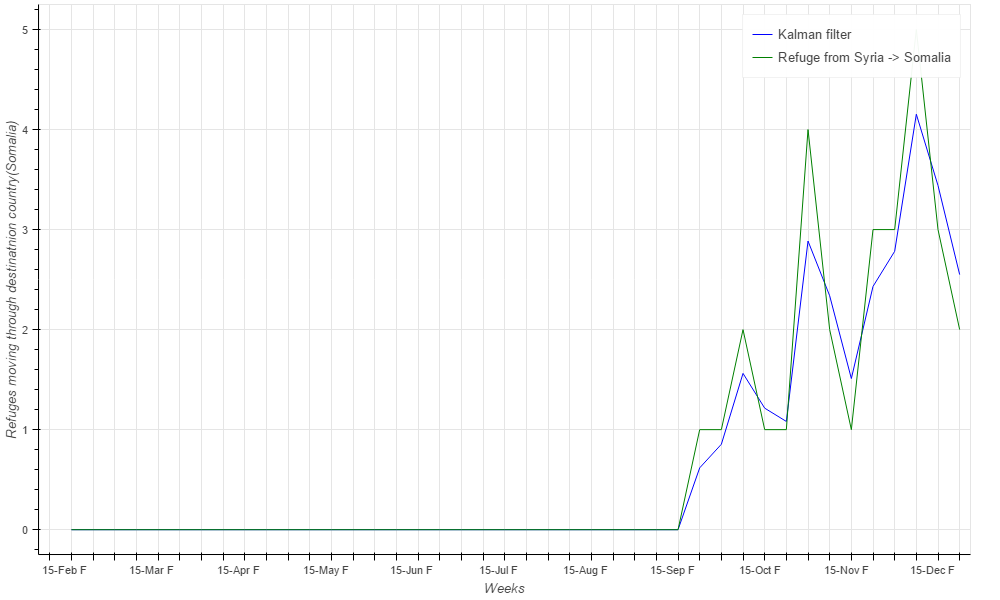 Kalman filter
Refuge from Syria -> Somalia
Refuges moving through destinatnion country(Somalia)
5
4
3
2
1
0
15-Feb F 15-Mar F 15-Apr F 15-May F 15-Jun F 15-Jul F 15-Aug F 15-Sep F 15-Oct F 15-Nov F 15-Dec F
Weeks